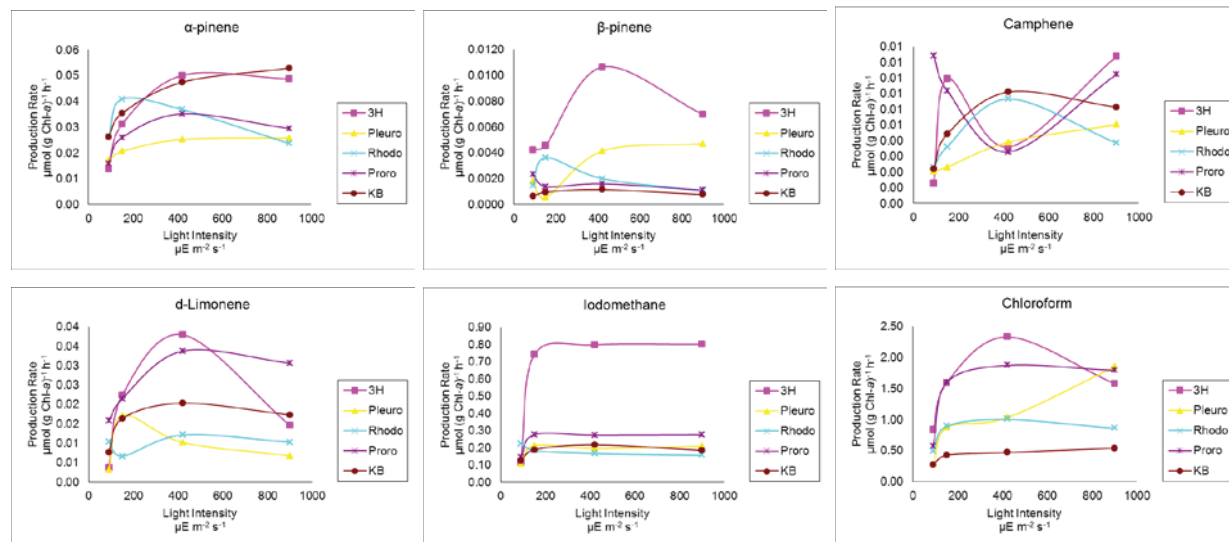 α-pinene
0.06
0.05
0.04
0.03
0.02
0.01
0.00
Production Rate
µmol (g Chl-a)⁻¹ h⁻¹
0 200 400 600 800 1000
Light Intensity
µE m⁻² s⁻¹
3H
Pleuro
Rhodo
Proro
KB
β-pinene
0.0120
0.0100
0.0080
0.0060
0.0040
0.0020
0.0000
Production Rate
µmol (g Chl-a)⁻¹ h⁻¹
0 200 400 600 800 1000
Light Intensity
µE m⁻² s⁻¹
3H
Pleuro
Rhodo
Proro
KB
Camphene
0.01
0.01
0.01
0.01
0.01
0.01
0.00
0.00
0.00
0.00
Production Rate
µmol (g Chl-a)⁻¹ h⁻¹
0 200 400 600 800 1000
Light Intensity
µE m⁻² s⁻¹
3H
Pleuro
Rhodo
Proro
KB
d-Limonene
0.04
0.04
0.03
0.03
0.02
0.02
0.01
0.01
0.00
Production Rate
µmol (g Chl-a)⁻¹ h⁻¹
0 200 400 600 800 1000
Light Intensity
µE m⁻² s⁻¹
3H
Pleuro
Rhodo
Proro
KB
Iodomethane
0.90
0.80
0.70
0.60
0.50
0.40
0.30
0.20
0.10
0.00
Production Rate
µmol (g Chl-a)⁻¹ h⁻¹
0 200 400 600 800 1000
Light Intensity
µE m⁻² s⁻¹
3H
Pleuro
Rhodo
Proro
KB
Chloroform
2.50
2.00
1.50
1.00
0.50
0.00
Production Rate
µmol (g Chl-a)⁻¹ h⁻¹
0 200 400 600 800 1000
Light Intensity
µE m⁻² s⁻¹
3H
Pleuro
Rhodo
Proro
KB